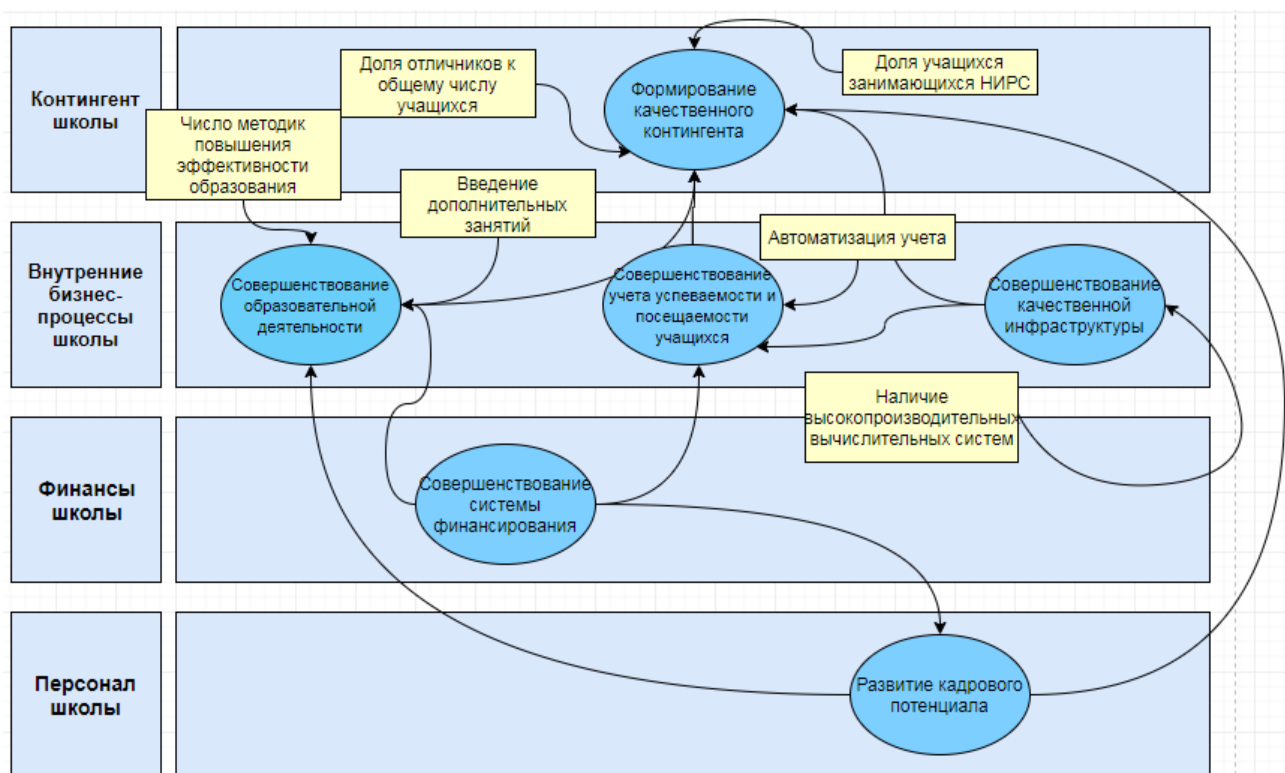 Контингент
школы
Доля отличников к
общему числу
учащихся
Формирование
качественного
контингента
Доля учащихся
занимающихся НИРС
Число методик
повышения
эффективности
образования
Введение
дополнительных
занятий
Автоматизация учета
Внутренние
бизнес-
процессы
школы
Совершенствование
образовательной
деятельности
Совершенствование
учета успеваемости и
посещаемости
учащихся
Совершенствование
качественной
инфраструктуры
Наличие
высокопроизводительных
вычислительных систем
Финансы
школы
Совершенствование
системы
финансирования
Персонал
школы
Развитие кадрового
потенциала